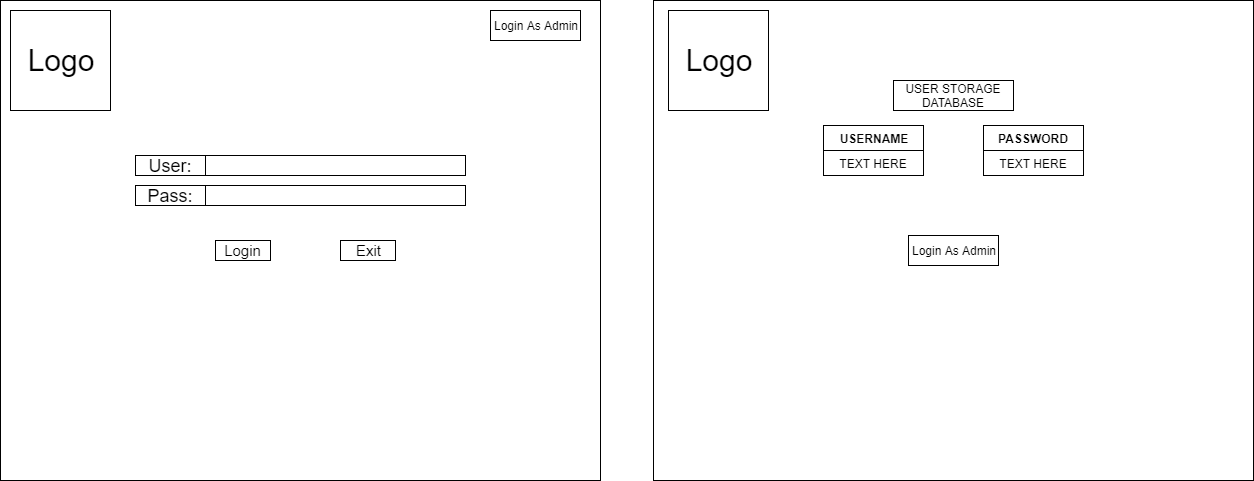 Logo
Login As Admin
User:
Pass:
Login
Exit
Logo
USER STORAGE
DATABASE
USERNAME
PASSWORD
TEXT HERE
TEXT HERE
Login As Admin